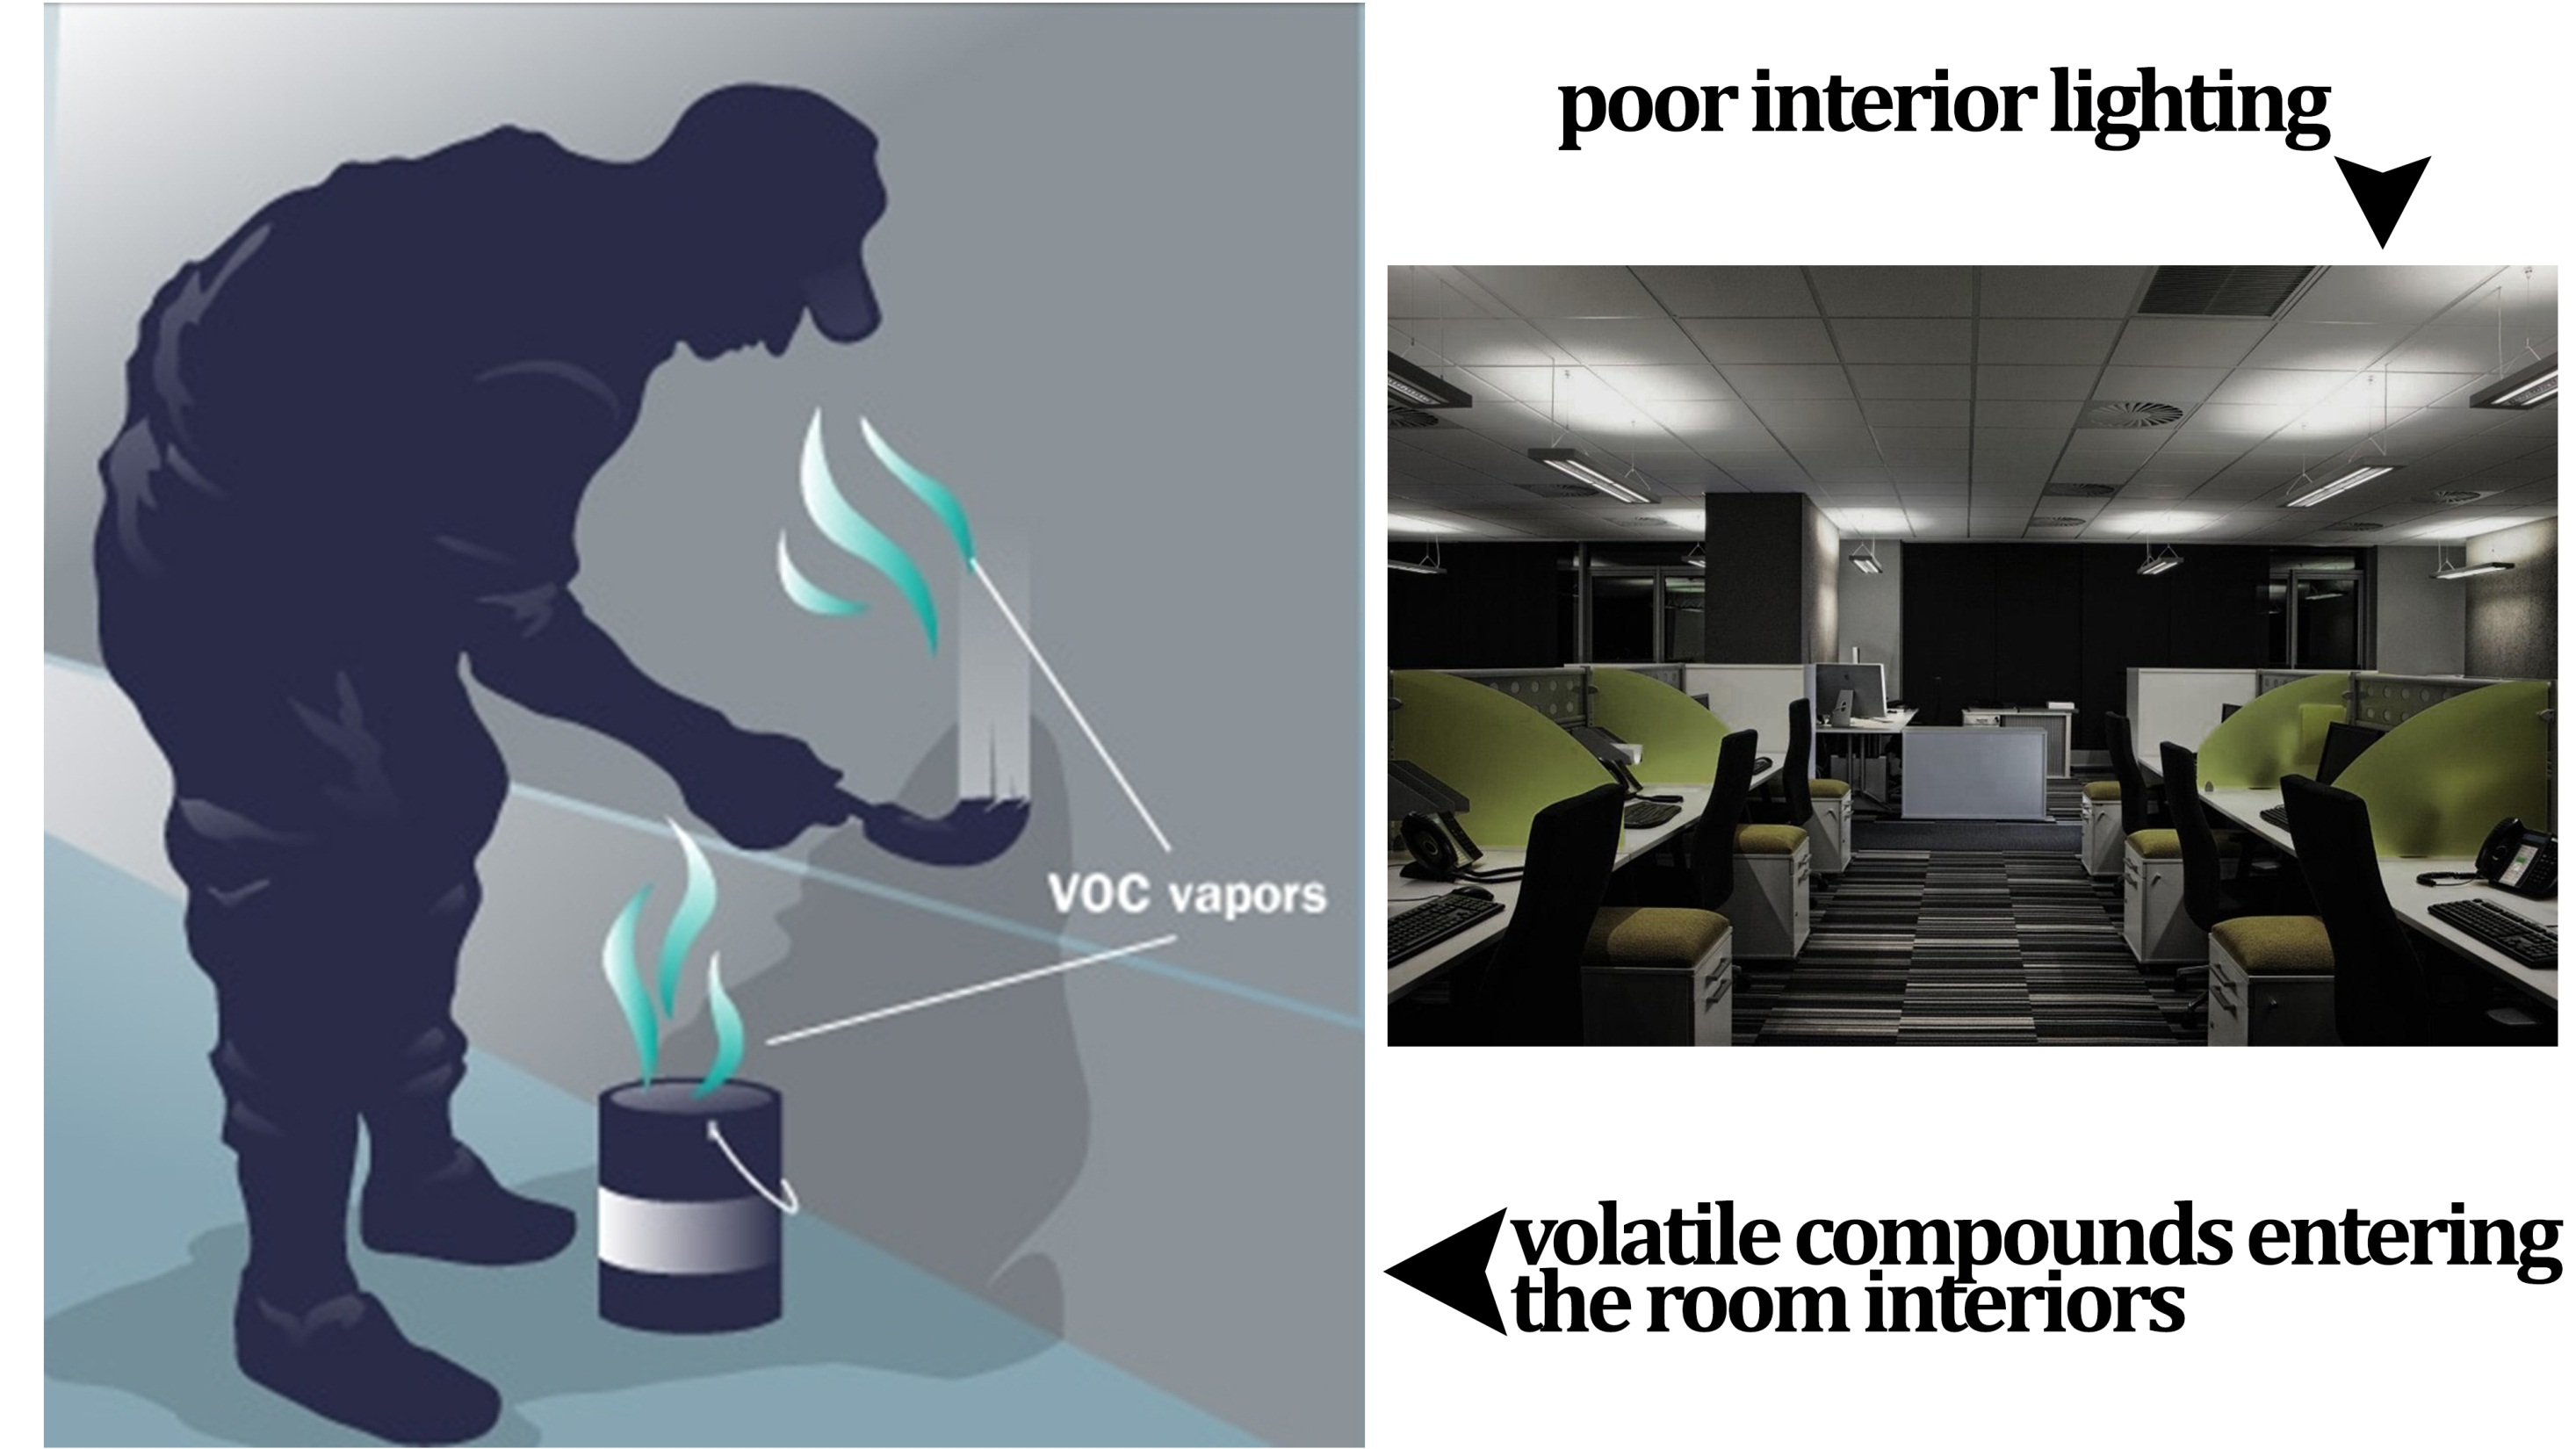 poor interior lighting
VOC vapors
volatile compounds entering
the room interiors